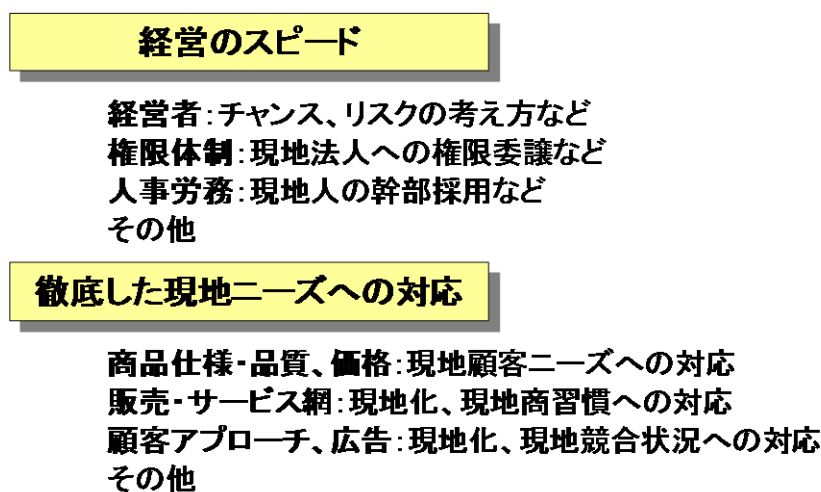 経営のスピード
経営者:チャンス、リスクの考え方など
権限体制:現地法人への権限委譲など
人事労務:現地人の幹部採用など
その他
徹底した現地ニーズへの対応
商品仕様・品質、価格:現地顧客ニーズへの対応
販売・サービス網:現地化、現地商習慣への対応
顧客アプローチ、広告:現地化、現地競合状況への対応
その他